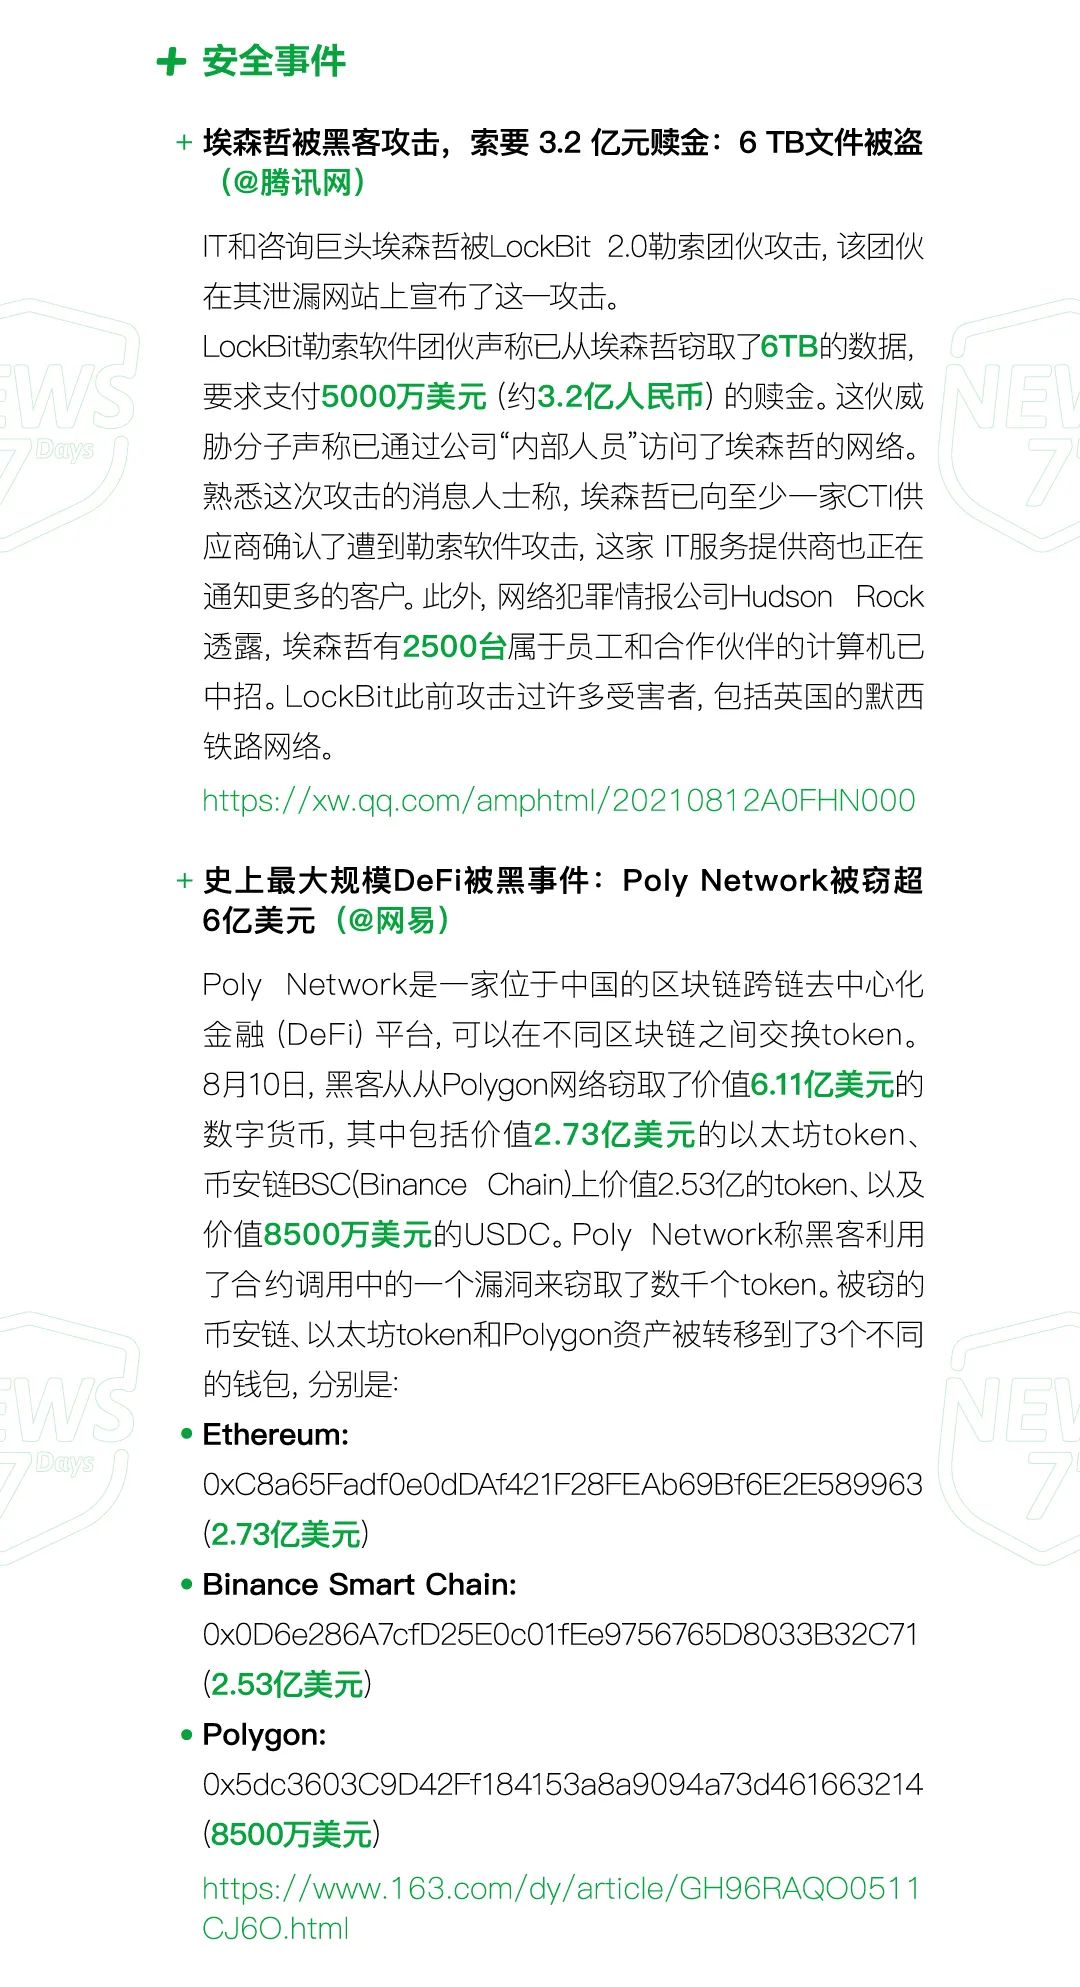 安全事件
埃森哲被黑客攻击，索要 3.2 亿元赎金：6 TB文件被盗
（@腾讯网）
IT和咨询巨头埃森哲被LockBit 2.0勒索团伙攻击，该团伙
在其泄漏网站上宣布了这一攻击。
LockBit勒索软件团伙声称已从埃森哲窃取了6TB的数据，
要求支付5000万美元（约3.2亿人民币）的赎金。这伙威
胁分子声称已通过公司“内部人员”访问了埃森哲的网络。
熟悉这次攻击的消息人士称，埃森哲已向至少一家CTI供
应商确认了遭到勒索软件攻击，这家 IT服务提供商也正在
通知更多的客户。此外，网络犯罪情报公司Hudson Rock
透露，埃森哲有2500台属于员工和合作伙伴的计算机已
中招。LockBit此前攻击过许多受害者，包括英国的默西
铁路网络。
https://xw.qq.com/amphtml/20210812A0FHN000
史上最大规模DeFi被黑事件：Poly Network被窃超
6亿美元（@网易）
Poly Network是一家位于中国的区块链跨链去中心化
金融（DeFi）平台，可以在不同区块链之间交换token。
8月10日，黑客从从Polygon网络窃取了价值6.11亿美元的
数字货币，其中包括价值2.73亿美元的以太坊token、
币安链BSC(Binance Chain)上价值2.53亿的token、以及
价值8500万美元的USDC。Poly Network称黑客利用
了合约调用中的一个漏洞来窃取了数千个token。被窃的
币安链、以太坊token和Polygon资产被转移到了3个不同
的钱包，分别是：
Ethereum:
0xC8a65Fadf0e0dDAf421F28FEAb69Bf6E2E589963
(2.73亿美元)
Binance Smart Chain:
0x0D6e286A7cfD25E0c01fEe9756765D8033B32C71
(2.53亿美元)
Polygon:
0x5dc3603C9D42Ff184153a8a9094a73d461663214
(8500万美元)
https://www.163.com/dy/article/GH96RAQO0511
CJ6O.html
NEWS
7Days
NEWS
7
NEWS
7Days
NEWS
7